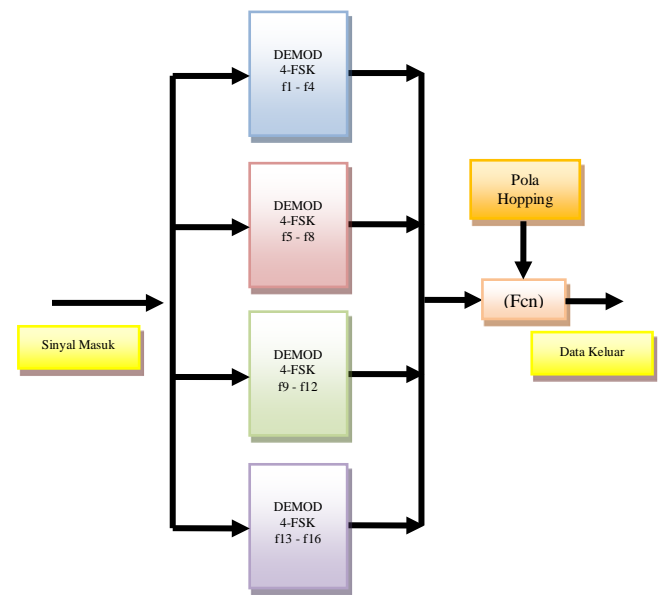 DEMOD
4-FSK
f1 - f4
DEMOD
4-FSK
f5 - f8
Pola
Hopping
(Fcn)
Sinyal Masuk
Data Keluar
DEMOD
4-FSK
f9 - f12
DEMOD
4-FSK
f13 - f16